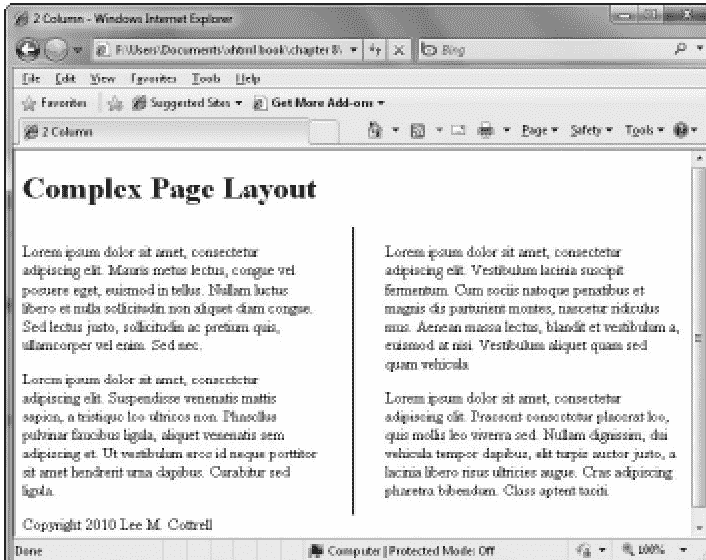 2 Column - Windows Internet Explorer
F:\Users\Documents\xhtml book\chapter 8\
Bing
File Edit View Favorites Tools Help
Favorites Suggested Sites Get More Add-ons
2 Column Page Safety Tools
Complex Page Layout
Lorem ipsum dolor sit amet, consectetur
adipiscing elit. Mauris metus lectus, congue vel
posuere eget, euismod in tellus. Nullam luctus
libero et nulla sollicitudin non aliquet diam congue.
Sed lectus justo, sollicitudin ac pretium quis,
ullamcorper vel enim. Sed nec.
Lorem ipsum dolor sit amet, consectetur
adipiscing elit. Suspendisse venenatis mattis
sapien, a tristique leo ultrices non. Phasellus
pulvinar faucibus ligula, aliquet venenatis sem
adipiscing et. Ut vestibulum eros id neque porttitor
sit amet hendrerit urna dapibus. Curabitur sed
ligula.
Lorem ipsum dolor sit amet, consectetur
adipiscing elit. Vestibulum lacinia suscipit
fermentum. Cum sociis natoque penatibus et
magnis dis parturient montes, nascetur ridiculus
mus. Aenean massa lectus, blandit et vestibulum a,
euismod at nisi. Vestibulum aliquet quam sed
quam vehicula
Lorem ipsum dolor sit amet, consectetur
adipiscing elit. Praesent consectetur placerat leo,
quis mollis leo viverra sed. Nullam dignissim, dui
vehicula tempor dapibus, elit turpis auctor justo, a
lacinia libero risus ultricies augue. Cras adipiscing
pharetra bibendum. Class aptent taciti.
Copyright 2010 Lee M. Cottrell
Done Computer | Protected Mode: Off 100%